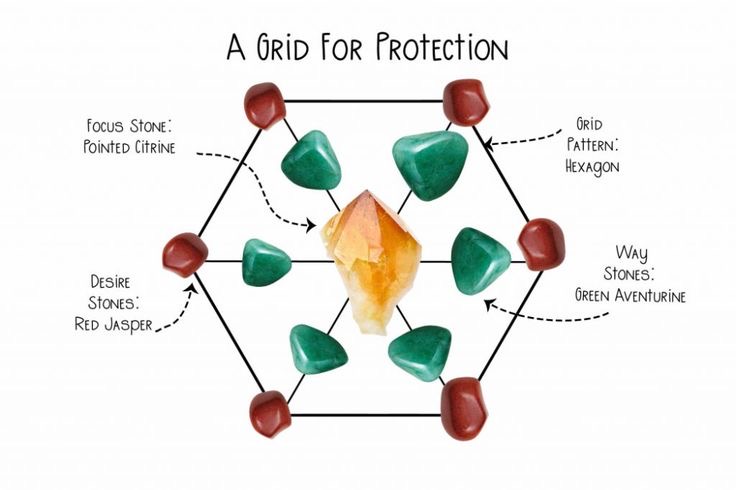 A Grid For Protection
Focus Stone:
Pointed Citrine
Grid
Pattern:
Hexagon
Desire
Stones:
Red Jasper
Way
Stones:
Green Aventurine